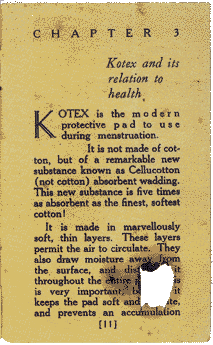 CHAPTER 3
Kotex and its
relation to
health
KOTEX is the modern
protective pad to use
during menstruation.
It is not made of cot-
ton, but of a remarkable new
substance known as Cellucotton
(not cotton) absorbent wadding.
This new substance is five times
as absorbent as the finest, softest
cotton!
It is made in marvellously
soft, thin layers. These layers
permit the air to circulate. They
also draw moisture away from
the surface, and it
throughout the entire
is very important, it
keeps the pad soft and
and prevents an accumulation
[11]